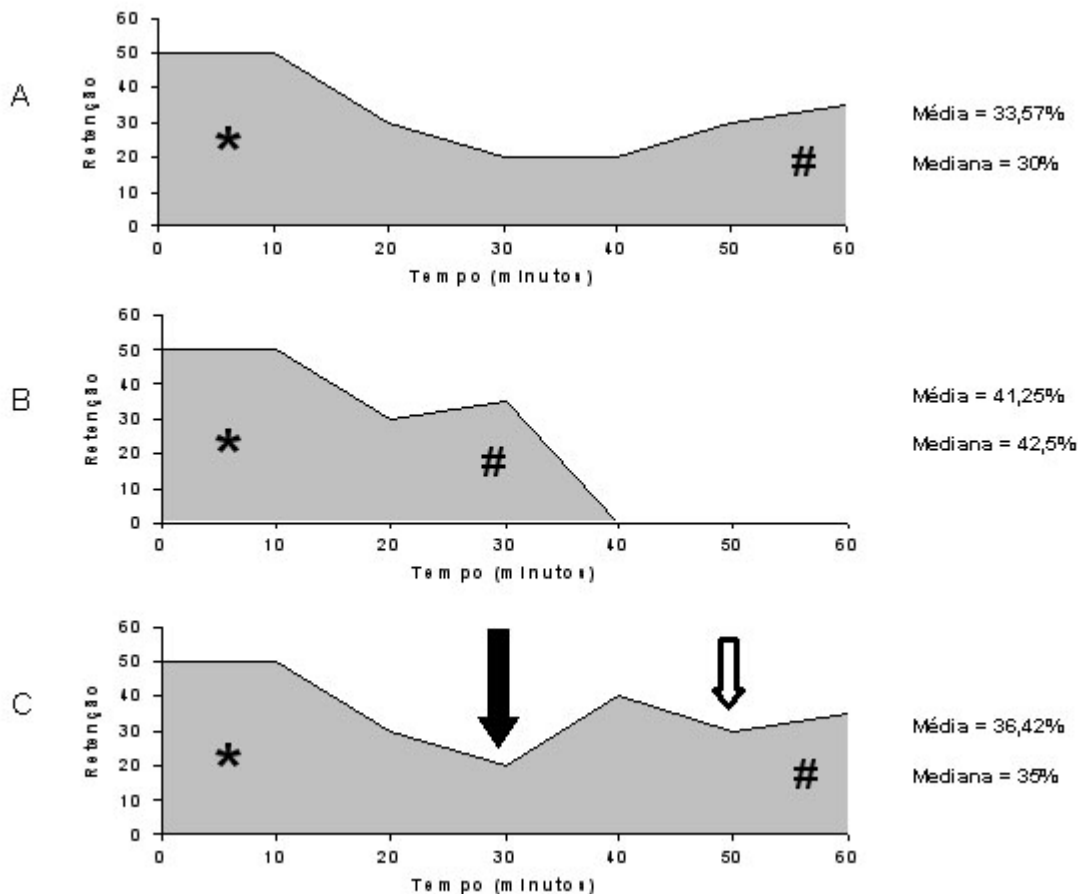 A
Retenção
60
50
40
30
20
10
0
*
#
0 10 20 30 40 50 60
Tempo (minutos)
Média = 33,57%
Mediana = 30%
B
Retenção
60
50
40
30
20
10
0
*
#
0 10 20 30 40 50 60
Tempo (minutos)
Média = 41,25%
Mediana = 42,5%
C
Retenção
60
50
40
30
20
10
0
*
#
0 10 20 30 40 50 60
Tempo (minutos)
Média = 36,42%
Mediana = 35%